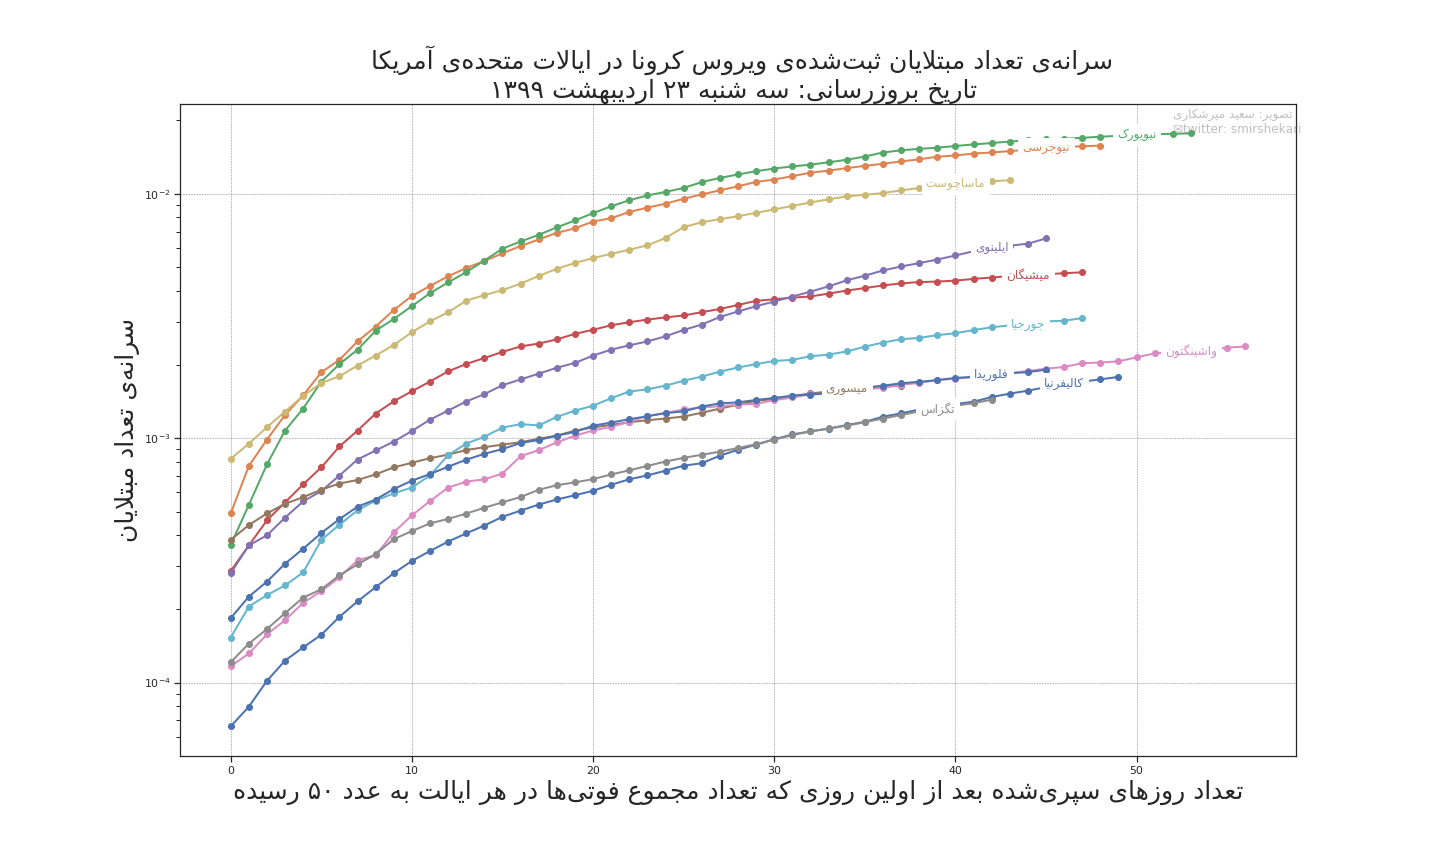 سرانه‌ی تعداد مبتلایان ثبت‌شده‌ی ویروس کرونا در ایالات متحده‌ی آمریکا
تاریخ بروزرسانی: سه شنبه ۲۳ اردیبهشت ۱۳۹۹
تصویر: سعید میرشکاری
✉twitter: smirshekari
نیویورک
نیوجرسی
ماساچوست
ایلینوی
میشیگان
جورجیا
واشینگتون
فلوریدا
کالیفرنیا
میسوری
تگزاس
سرانه‌ی تعداد مبتلایان
10⁻²
10⁻³
10⁻⁴
0 10 20 30 40 50
تعداد روزهای سپری‌شده بعد از اولین روزی که تعداد مجموع فوتی‌ها در هر ایالت به عدد ۵۰ رسیده